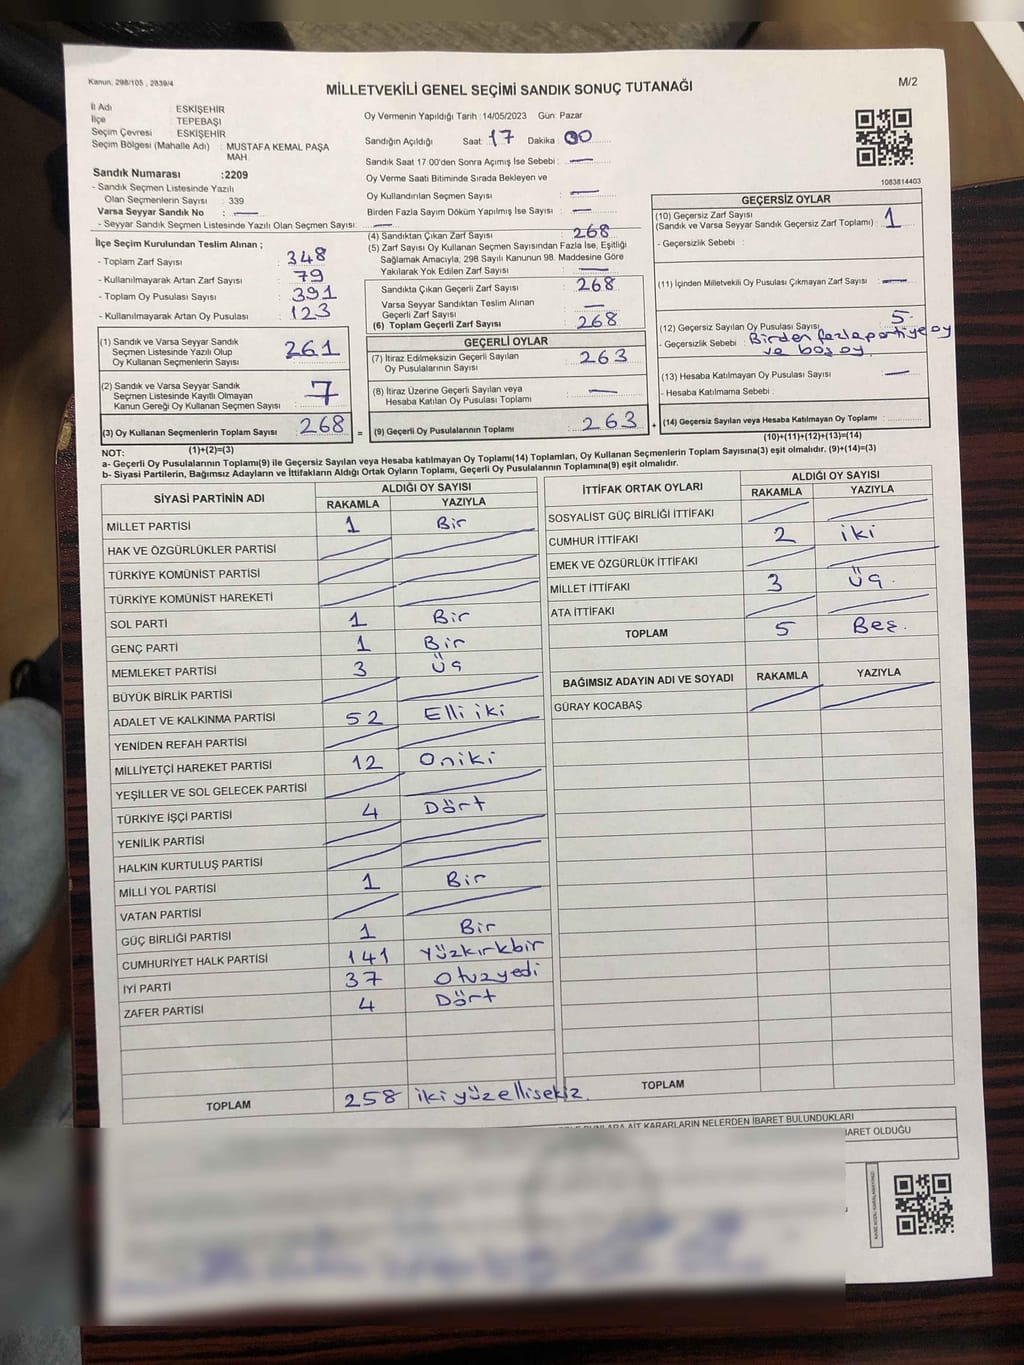 Kanun, 298/105 , 2839/4
MİLLETVEKİLİ GENEL SEÇİMİ SANDIK SONUÇ TUTANAĞI
M/2
İl Adı : ESKİŞEHİR
İlçe : TEPEBAŞI
Seçim Çevresi : ESKİŞEHİR
Seçim Bölgesi (Mahalle Adı) : MUSTAFA KEMAL PAŞA MAH.
Sandık Numarası :2209
- Sandık Seçmen Listesinde Yazılı
Olan Seçmenlerin Sayısı : 339
Varsa Seyyar Sandık No : —
- Seyyar Sandık Seçmen Listesinde Yazılı Olan Seçmen Sayısı: —
Oy Vermenin Yapıldığı Tarih :14/05/2023 Gün: Pazar
Sandığın Açıldığı Saat :17 Dakika :00
Sandık Saat 17:00'den Sonra Açımış İse Sebebi : —
Oy Verme Saati Bitiminde Sırada Bekleyen ve
Oy Kullandırılan Seçmen Sayısı : —
Birden Fazla Sayım Döküm Yapılmış İse Sayısı : —
1083814403
İlçe Seçim Kurulundan Teslim Alınan ;
- Toplam Zarf Sayısı : 348
- Kullanılmayarak Artan Zarf Sayısı : 79
- Toplam Oy Pusulası Sayısı : 391
- Kullanılmayarak Artan Oy Pusulası : 123
(1) Sandık ve Varsa Seyyar Sandık
Seçmen Listesinde Yazılı Olup
Oy Kullanan Seçmenlerin Sayısı : 261
(2) Sandık ve Varsa Seyyar Sandık
Seçmen Listesinde Kayıtlı Olmayan
Kanun Gereği Oy Kullanan Seçmen Sayısı : 7
(3) Oy Kullanan Seçmenlerin Toplam Sayısı : 268
(1)+(2)=(3)
(4) Sandıktan Çıkan Zarf Sayısı : 268
(5) Zarf Sayısı Oy Kullanan Seçmen Sayısından Fazla İse, Eşitliği
Sağlamak Amacıyla, 298 Sayılı Kanunun 98. Maddesine Göre
Yakılarak Yok Edilen Zarf Sayısı : —
Sandıkta Çıkan Geçerli Zarf Sayısı : 268
Varsa Seyyar Sandıktan Teslim Alınan
Geçerli Zarf Sayısı : —
(6) Toplam Geçerli Zarf Sayısı : 268
GEÇERLİ OYLAR
(7) İtiraz Edilmeksizin Geçerli Sayılan
Oy Pusulalarının Sayısı : 263
(8) İtiraz Üzerine Geçerli Sayılan veya
Hesaba Katılan Oy Pusulası Toplamı : —
= (9) Geçerli Oy Pusulalarının Toplamı : 263 +
GEÇERSİZ OYLAR
(10) Geçersiz Zarf Sayısı
(Sandık ve Varsa Seyyar Sandık Geçersiz Zarf Toplamı) : 1
- Geçersizlik Sebebi :
(11) İçinden Milletvekili Oy Pusulası Çıkmayan Zarf Sayısı : —
(12) Geçersiz Sayılan Oy Pusulası Sayısı : 5
- Geçersizlik Sebebi : Birden fazla partiye oy
ve boş oy.
(13) Hesaba Katılmayan Oy Pusulası Sayısı : —
- Hesaba Katılmama Sebebi :
(14) Geçersiz Sayılan veya Hesaba Katılmayan Oy Toplamı :
(10)+(11)+(12)+(13)=(14)
NOT:
a- Geçerli Oy Pusulalarının Toplamı(9) ile Geçersiz Sayılan veya Hesaba katılmayan Oy Toplamı(14) Toplamları, Oy Kullanan Seçmenlerin Toplam Sayısına(3) eşit olmalıdır. (9)+(14)=(3)
b- Siyasi Partilerin, Bağımsız Adayların ve İttifakların Aldığı Ortak Oyların Toplamı, Geçerli Oy Pusulalarının Toplamına(9) eşit olmalıdır.
SİYASİ PARTİNİN ADI ALDIĞI OY SAYISI
RAKAMLA YAZIYLA
MİLLET PARTİSİ 1 Bir
HAK VE ÖZGÜRLÜKLER PARTİSİ
TÜRKİYE KOMÜNİST PARTİSİ
TÜRKİYE KOMÜNİST HAREKETİ
SOL PARTİ 1 Bir
GENÇ PARTİ 1 Bir
MEMLEKET PARTİSİ 3 Üç
BÜYÜK BİRLİK PARTİSİ
ADALET VE KALKINMA PARTİSİ 52 Elli iki
YENİDEN REFAH PARTİSİ
MİLLİYETÇİ HAREKET PARTİSİ 12 Oniki
YEŞİLLER VE SOL GELECEK PARTİSİ
TÜRKİYE İŞÇİ PARTİSİ 4 Dört
YENİLİK PARTİSİ
HALKIN KURTULUŞ PARTİSİ
MİLLİ YOL PARTİSİ 1 Bir
VATAN PARTİSİ
GÜÇ BİRLİĞİ PARTİSİ 1 Bir
CUMHURİYET HALK PARTİSİ 141 Yüzkırkbir
İYİ PARTİ 37 Otuzyedi
ZAFER PARTİSİ 4 Dört
TOPLAM 258 iki yüzellisekiz.
İTTİFAK ORTAK OYLARI ALDIĞI OY SAYISI
RAKAMLA YAZIYLA
SOSYALİST GÜÇ BİRLİĞİ İTTİFAKI
CUMHUR İTTİFAKI 2 iki
EMEK VE ÖZGÜRLÜK İTTİFAKI
MİLLET İTTİFAKI 3 Üç.
ATA İTTİFAKI
TOPLAM 5 Beş.
BAĞIMSIZ ADAYIN ADI VE SOYADI RAKAMLA YAZIYLA
GÜRAY KOCABAŞ
TOPLAM
AİT KARARLARIN NELERDEN İBARET BULUNDUKLARI
BARET OLDUĞU